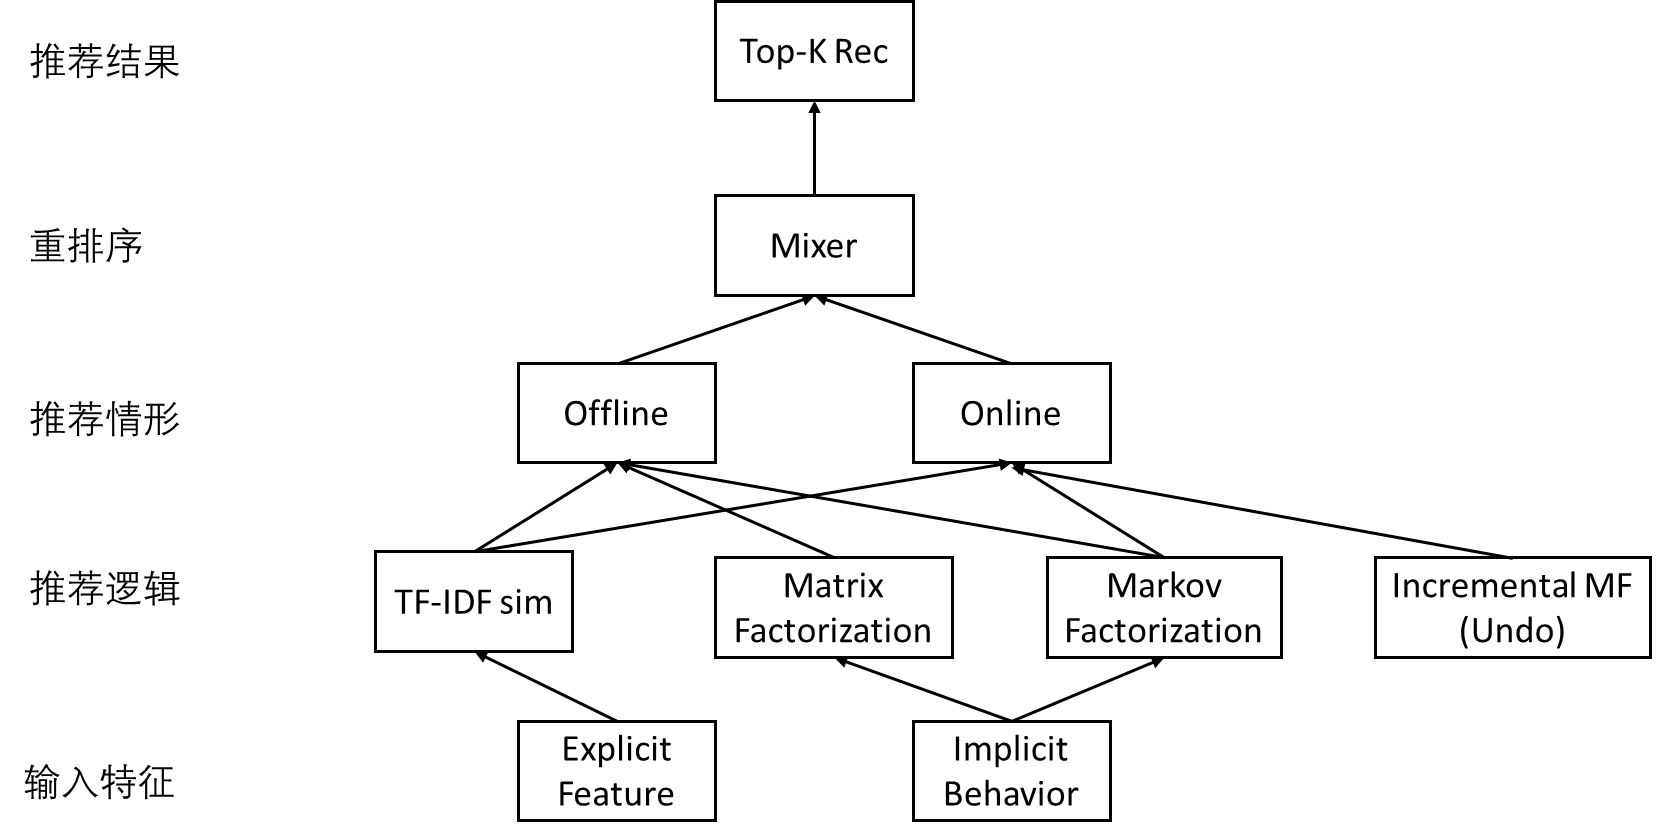 推荐结果
Top-K Rec
重排序
Mixer
推荐情形
Offline
Online
推荐逻辑
TF-IDF sim
Matrix
Factorization
Markov
Factorization
Incremental MF
(Undo)
输入特征
Explicit
Feature
Implicit
Behavior